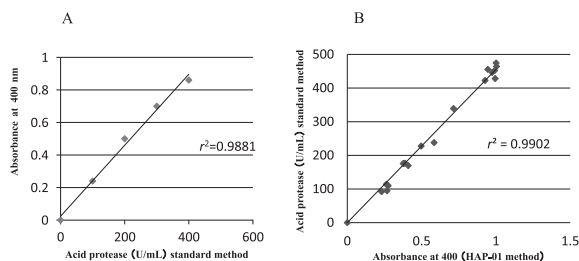 A
B
Absorbance at 400 nm
1
0.8
0.6
0.4
0.2
0
r²=0.9881
0
200
400
600
Acid protease (U/mL) standard method
Acid protease (U/mL) standard method
500
400
300
200
100
0
r² = 0.9902
0
0.5
1
1.5
Absorbance at 400 (HAP-01 method)